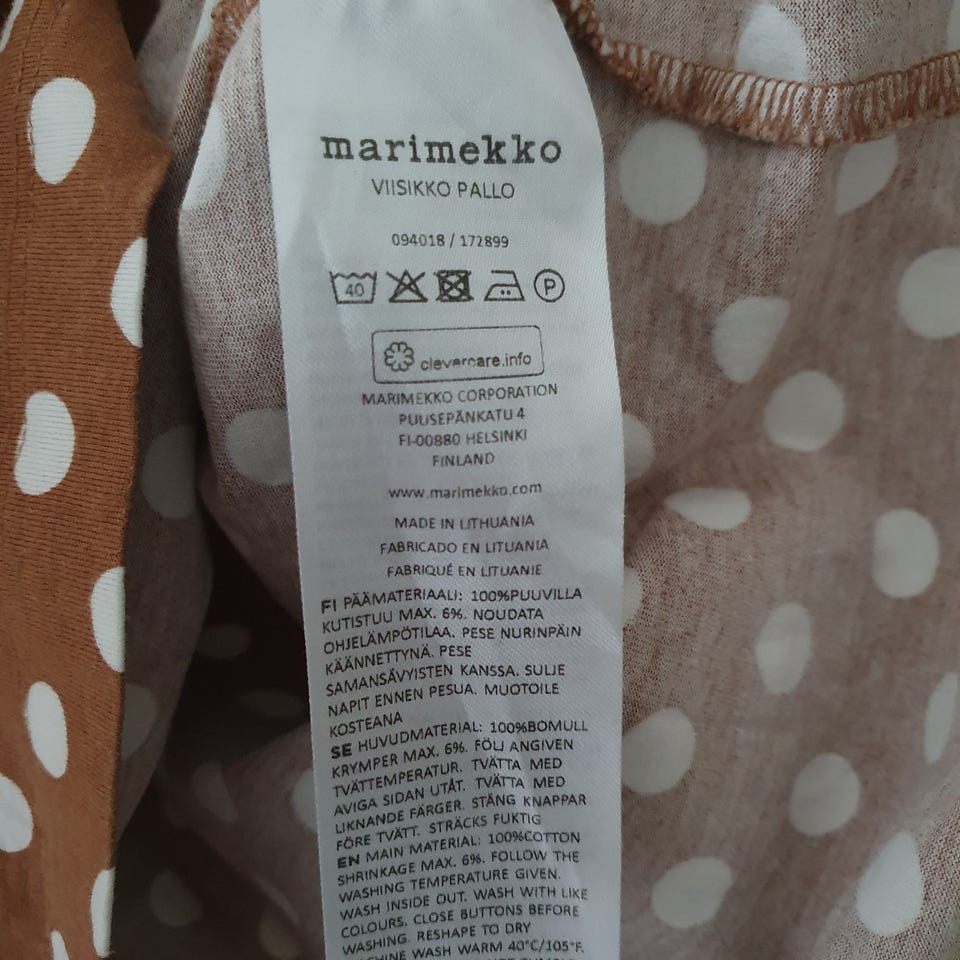 marimekko
VIISIKKO PALLO
094018 / 172899
40 P
clevercare.info
MARIMEKKO CORPORATION
PUUSEPÄNKATU 4
FI-00880 HELSINKI
FINLAND
www.marimekko.com
MADE IN LITHUANIA
FABRICADO EN LITUANIA
FABRIQUÉ EN LITUANIE
FI PÄÄMATERIAALI: 100%PUUVILLA
KUTISTUU MAX. 6%. NOUDATA
OHJELÄMPÖTILAA. PESE NURINPÄIN
KÄÄNNETTYNÄ. PESE
SAMANSÄVYISTEN KANSSA. SULJE
NAPIT ENNEN PESUA. MUOTOILE
KOSTEANA
SE HUVUDMATERIAL: 100%BOMULL
KRYMPER MAX. 6%. FÖLJ ANGIVEN
TVÄTTEMPERATUR. TVÄTTA MED
AVIGA SIDAN UTÅT. TVÄTTA MED
LIKNANDE FÄRGER. STÄNG KNAPPAR
FÖRE TVÄTT. STRÄCKS FUKTIG
EN MAIN MATERIAL: 100%COTTON
SHRINKAGE MAX. 6%. FOLLOW THE
WASHING TEMPERATURE GIVEN.
WASH INSIDE OUT. WASH WITH LIKE
COLOURS. CLOSE BUTTONS BEFORE
WASHING. RESHAPE TO DRY
MACHINE WASH WARM 40°C/105°F.